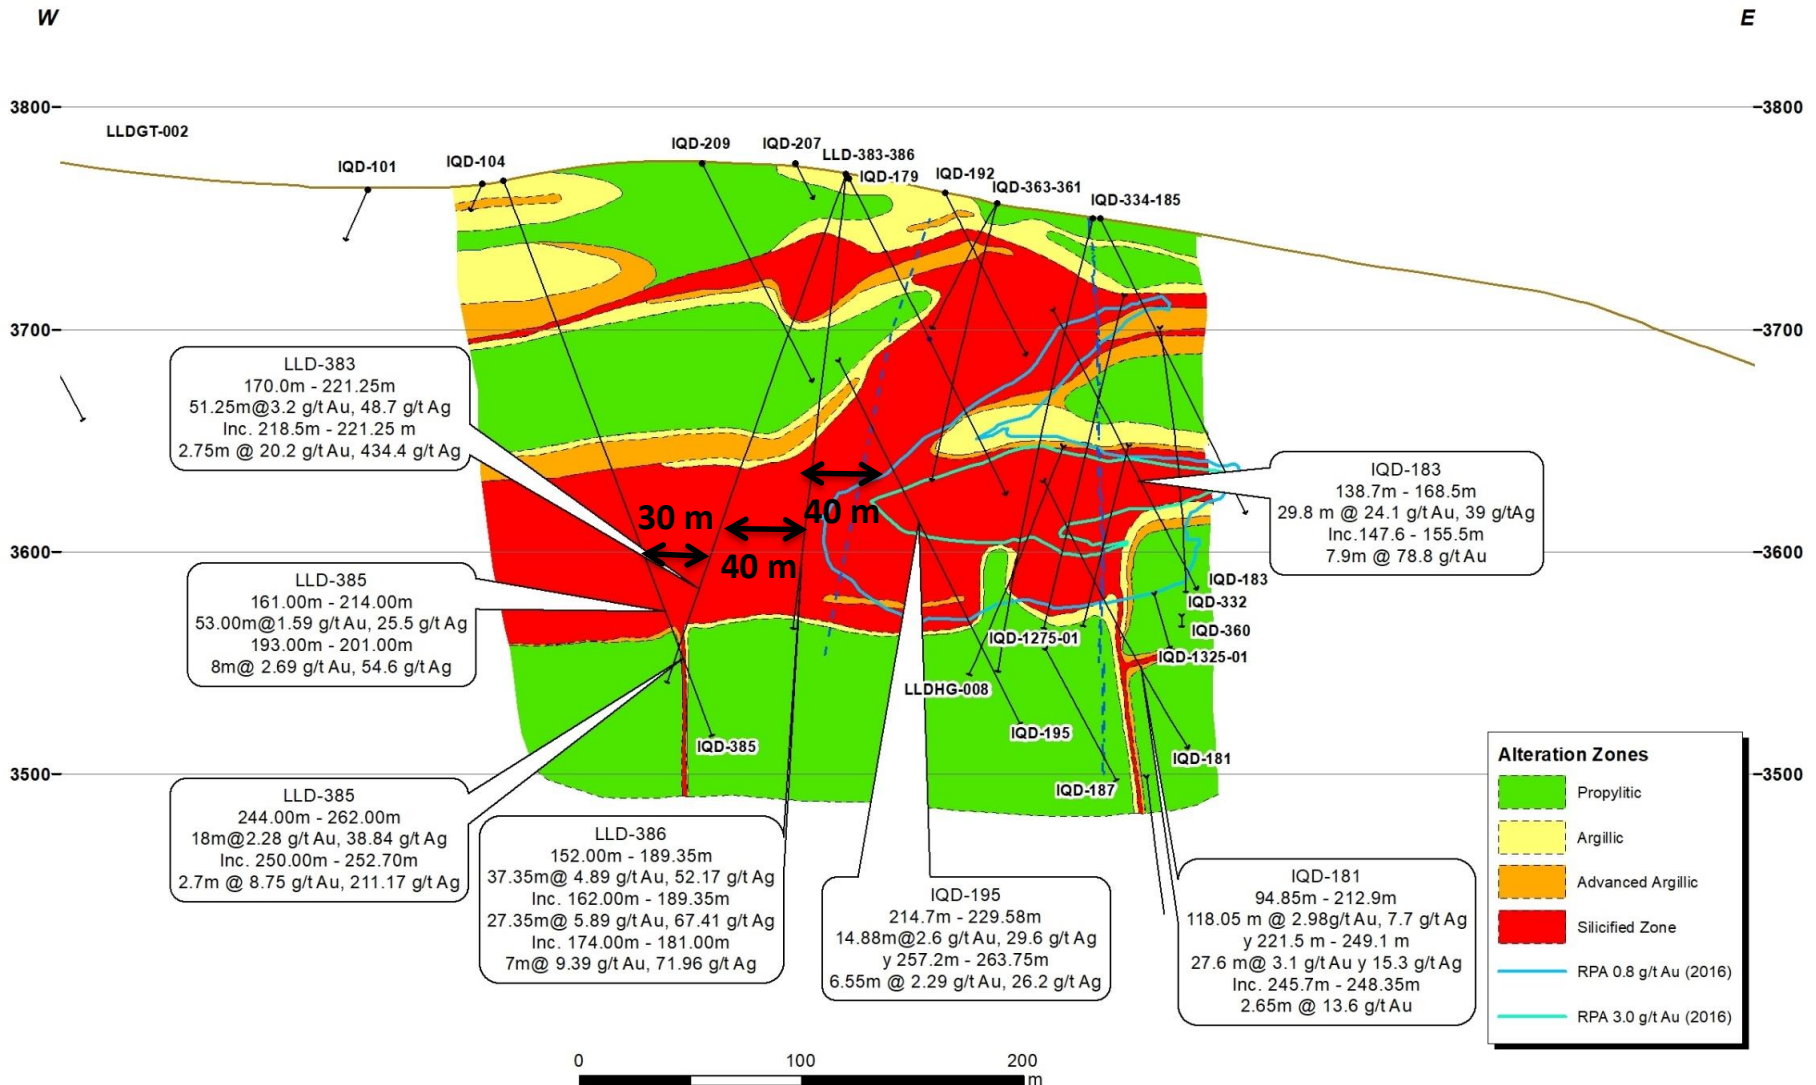 W
E
3800
3800
LLDGT-002
IQD-101
IQD-104
IQD-209
IQD-207
LLD-383-386
IQD-179
IQD-192
IQD-363-361
IQD-334-185
3700
3700
LLD-383
170.0m - 221.25m
51.25m@3.2 g/t Au, 48.7 g/t Ag
Inc. 218.5m - 221.25 m
2.75m @ 20.2 g/t Au, 434.4 g/t Ag
IQD-183
138.7m - 168.5m
29.8 m @ 24.1 g/t Au, 39 g/tAg
Inc.147.6 - 155.5m
7.9m @ 78.8 g/t Au
30 m
40 m
40 m
3600
3600
LLD-385
161.00m - 214.00m
53.00m@1.59 g/t Au, 25.5 g/t Ag
193.00m - 201.00m
8m@ 2.69 g/t Au, 54.6 g/t Ag
IQD-183
IQD-332
IQD-360
IQD-1275-01
IQD-1325-01
LLDHG-008
IQD-195
IQD-385
IQD-181
IQD-187
3500
3500
LLD-385
244.00m - 262.00m
18m@2.28 g/t Au, 38.84 g/t Ag
Inc. 250.00m - 252.70m
2.7m @ 8.75 g/t Au, 211.17 g/t Ag
LLD-386
152.00m - 189.35m
37.35m@ 4.89 g/t Au, 52.17 g/t Ag
Inc. 162.00m - 189.35m
27.35m@ 5.89 g/t Au, 67.41 g/t Ag
Inc. 174.00m - 181.00m
7m@ 9.39 g/t Au, 71.96 g/t Ag
IQD-195
214.7m - 229.58m
14.88m@2.6 g/t Au, 29.6 g/t Ag
y 257.2m - 263.75m
6.55m @ 2.29 g/t Au, 26.2 g/t Ag
IQD-181
94.85m - 212.9m
118.05 m @ 2.98g/t Au, 7.7 g/t Ag
y 221.5 m - 249.1 m
27.6 m@ 3.1 g/t Au y 15.3 g/t Ag
Inc. 245.7m - 248.35m
2.65m @ 13.6 g/t Au
Alteration Zones
Propylitic
Argillic
Advanced Argillic
Silicified Zone
RPA 0.8 g/t Au (2016)
RPA 3.0 g/t Au (2016)
0 100 200
m